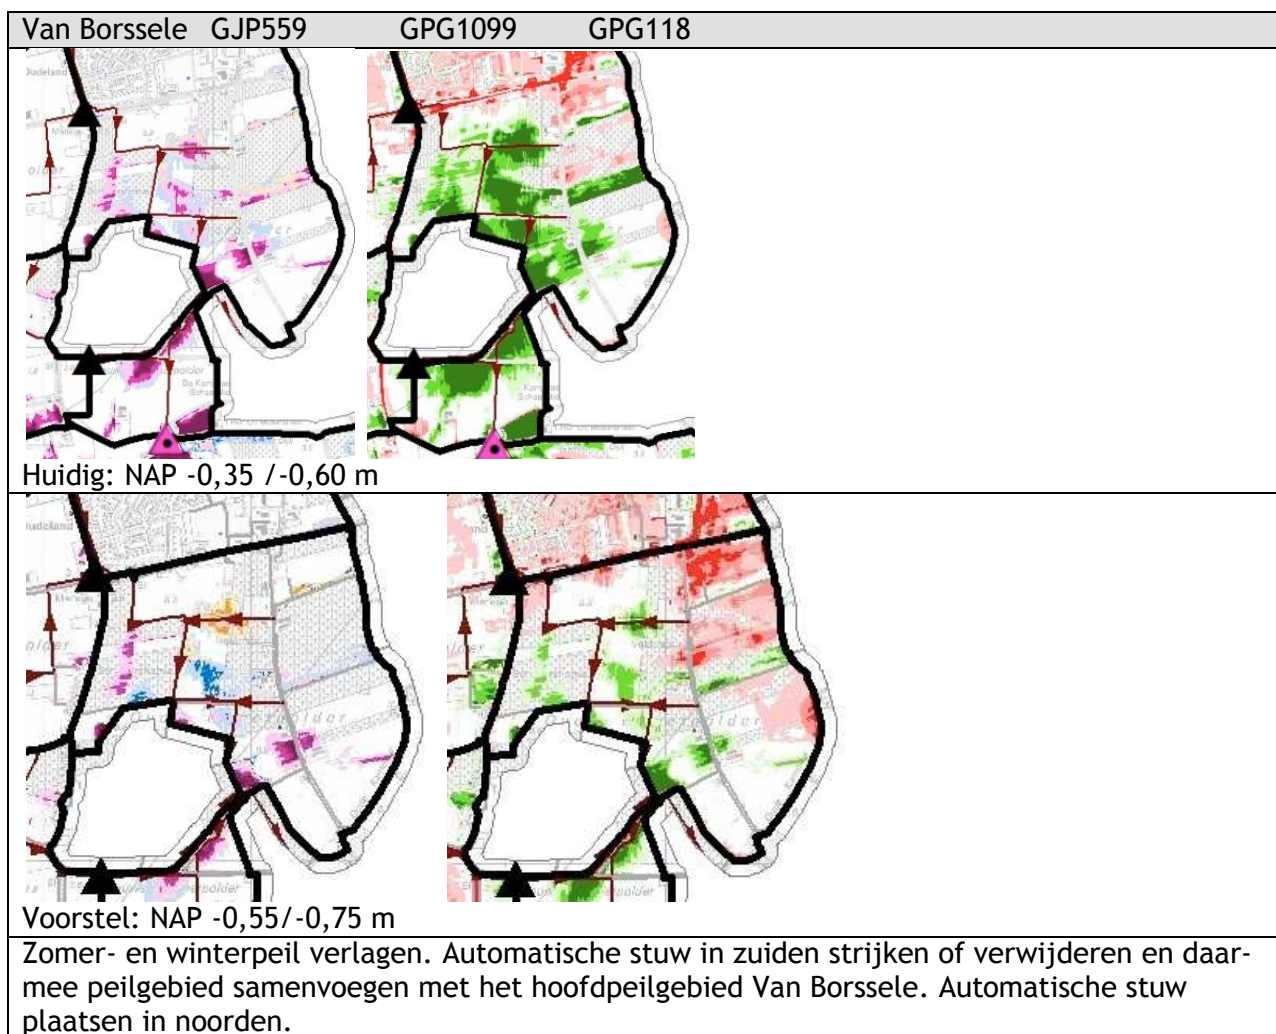 Van Borssele GJP559 GPG1099 GPG118
Oudeland
Huidig: NAP -0,35 /-0,60 m
Voorstel: NAP -0,55/-0,75 m
Zomer- en winterpeil verlagen. Automatische stuw in zuiden strijken of verwijderen en daar-
mee peilgebied samenvoegen met het hoofdpeilgebied Van Borssele. Automatische stuw
plaatsen in noorden.